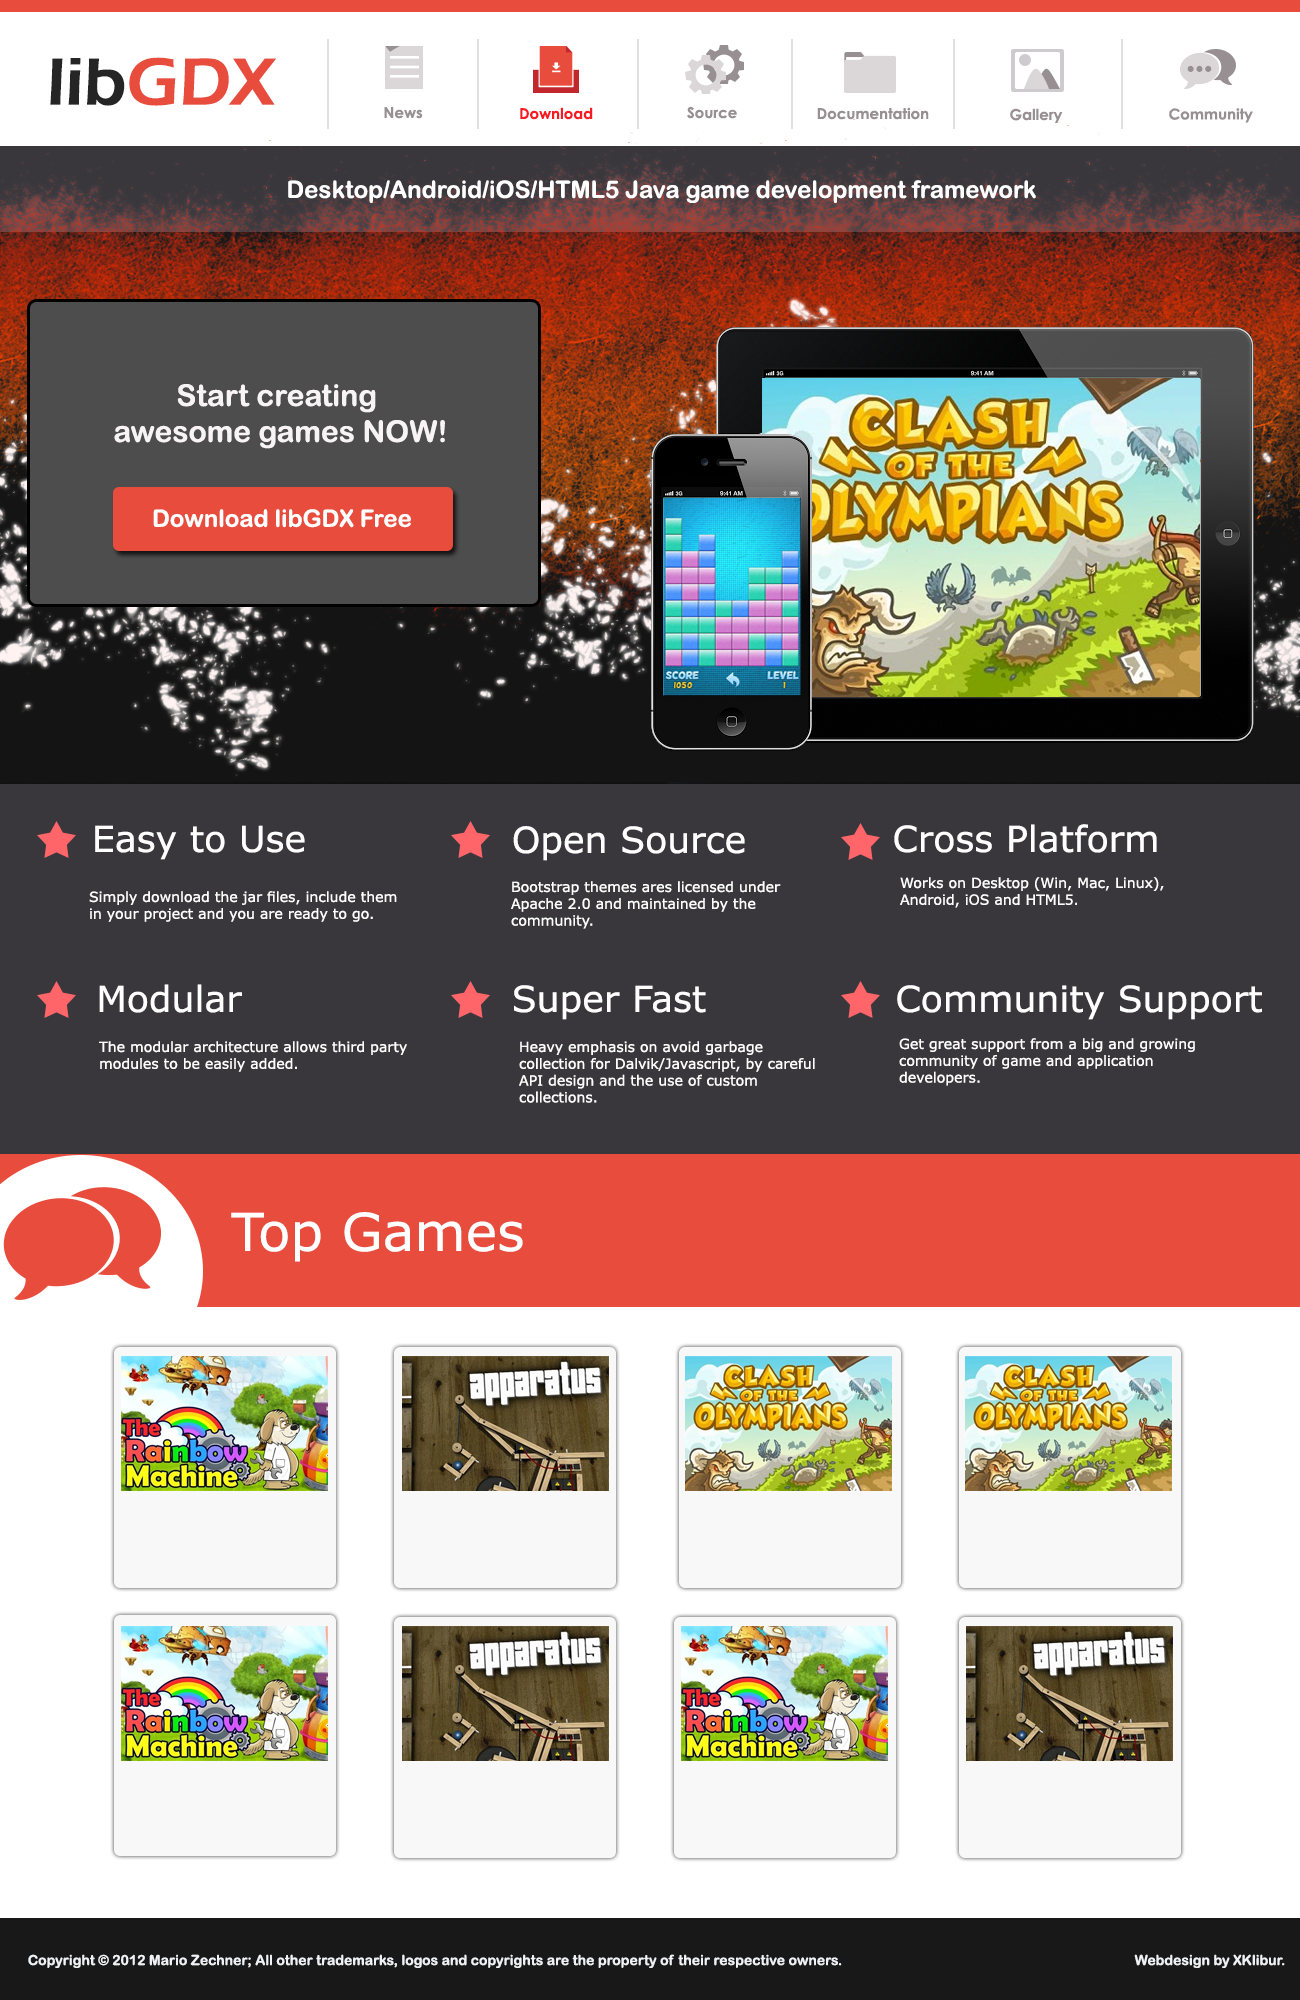 libGDX
News
Download
Source
Documentation
Gallery
Community
Desktop/Android/iOS/HTML5 Java game development framework
Start creating
awesome games NOW!
Download libGDX Free
3G
9:41 AM
CLASH
OF THE
OLYMPIANS
3G
9:41 AM
SCORE
1050
LEVEL
1
Easy to Use
Simply download the jar files, include them
in your project and you are ready to go.
Open Source
Bootstrap themes ares licensed under
Apache 2.0 and maintained by the
community.
Cross Platform
Works on Desktop (Win, Mac, Linux),
Android, iOS and HTML5.
Modular
The modular architecture allows third party
modules to be easily added.
Super Fast
Heavy emphasis on avoid garbage
collection for Dalvik/Javascript, by careful
API design and the use of custom
collections.
Community Support
Get great support from a big and growing
community of game and application
developers.
Top Games
The
Rainbow
Machine
apparatus
CLASH
OF THE
OLYMPIANS
CLASH
OF THE
OLYMPIANS
The
Rainbow
Machine
apparatus
The
Rainbow
Machine
apparatus
Copyright © 2012 Mario Zechner; All other trademarks, logos and copyrights are the property of their respective owners.
Webdesign by XKlibur.